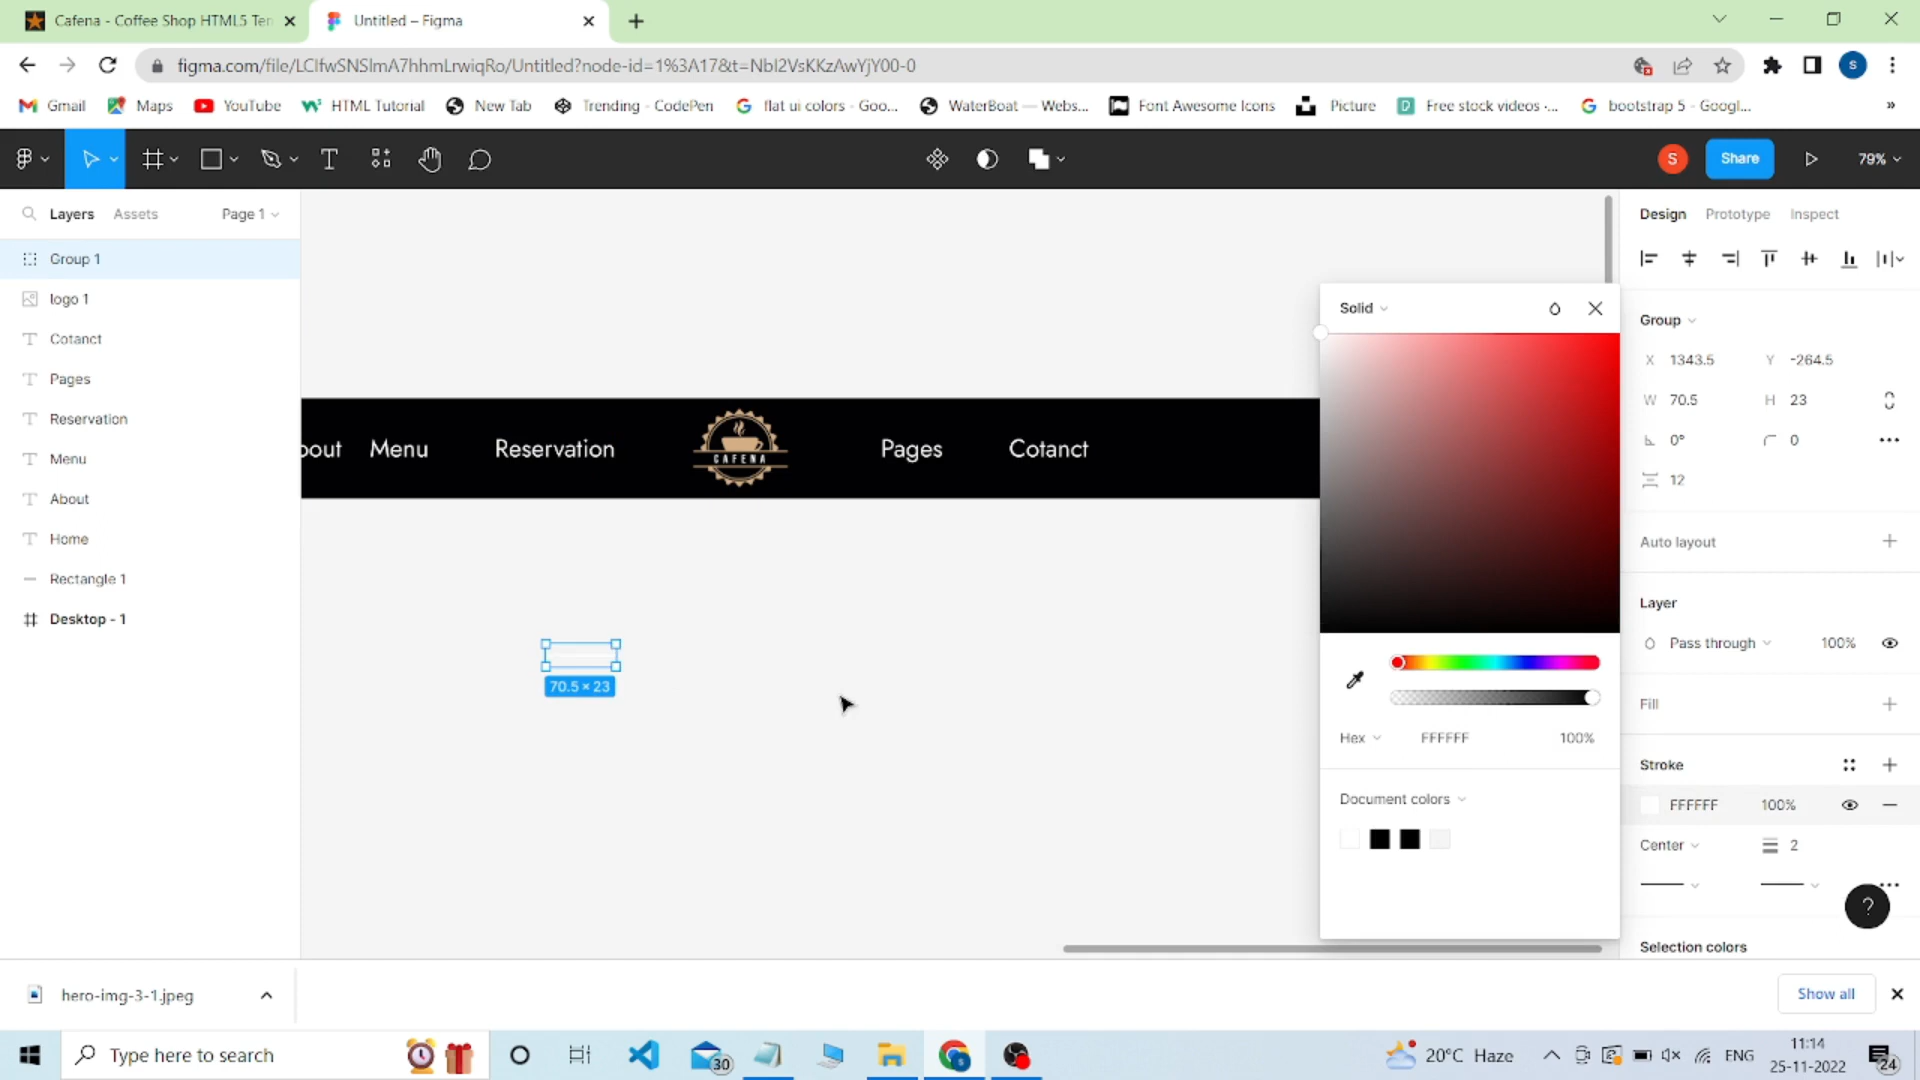 Cafena - Coffee Shop HTML5 Ten
Untitled – Figma
figma.com/file/LClfwSNSlmA7hhmLrwiqRo/Untitled?node-id=1%3A17&t=Nbl2VsKKzAwYjY00-0
S
Gmail
Maps
YouTube
HTML Tutorial
New Tab
Trending - CodePen
flat ui colors - Goo...
WaterBoat — Webs...
Font Awesome Icons
Picture
Free stock videos -...
bootstrap 5 - Googl...
»
S
Share
79%
Layers
Assets
Page 1
Group 1
logo 1
Cotanct
Pages
Reservation
Menu
About
Home
Rectangle 1
Desktop - 1
bout
Menu
Reservation
CAFENA
Pages
Cotanct
70.5 × 23
Solid
Hex
FFFFFF
100%
Document colors
Design
Prototype
Inspect
Group
X 1343.5
Y -264.5
W 70.5
H 23
0°
0
12
Auto layout
Layer
Pass through
100%
Fill
Stroke
FFFFFF
100%
Center
2
?
Selection colors
hero-img-3-1.jpeg
Show all
Type here to search
30
20°C Haze
ENG
11:14
25-11-2022
24